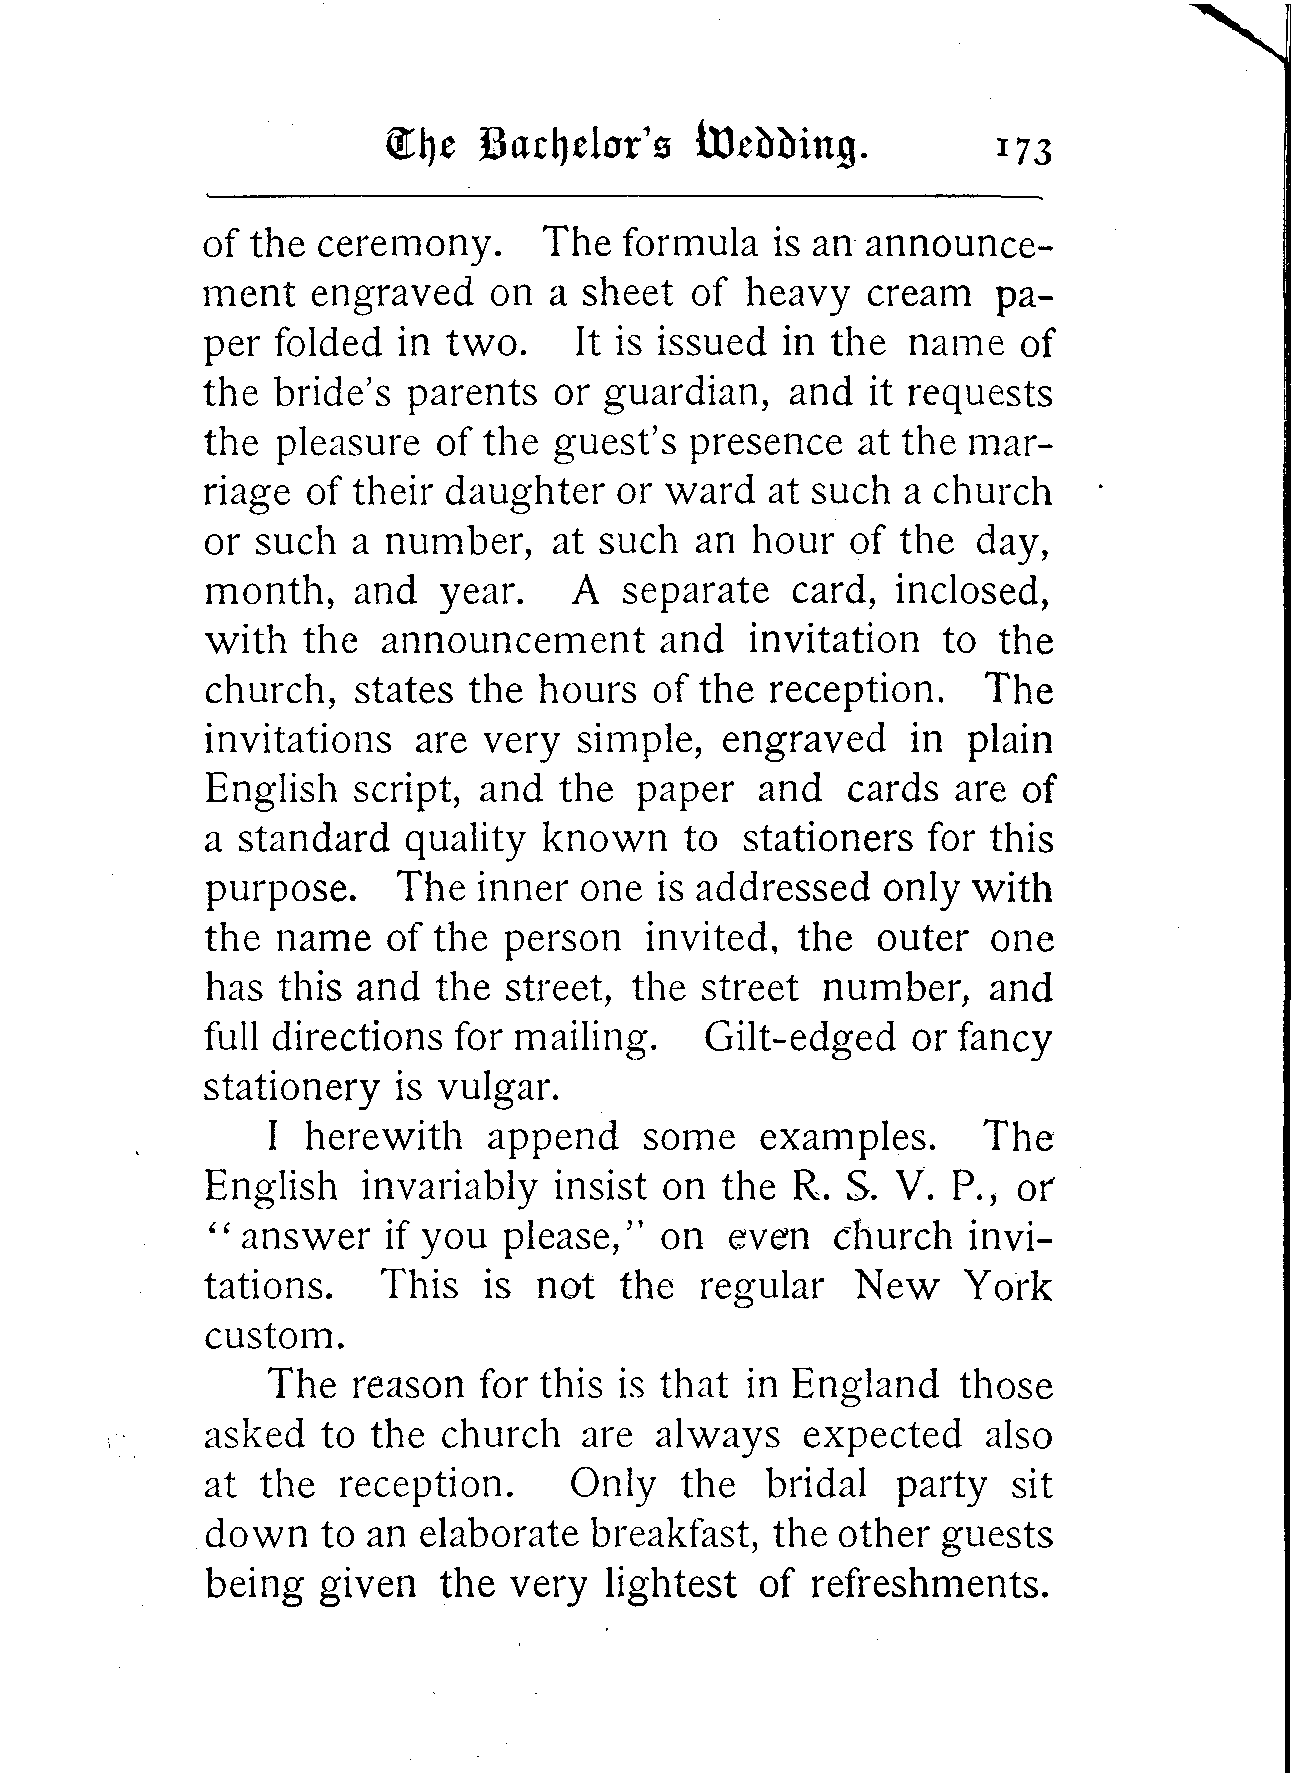 The Bachelor's Wedding. 173
of the ceremony. The formula is an announce-
ment engraved on a sheet of heavy cream pa-
per folded in two. It is issued in the name of
the bride's parents or guardian, and it requests
the pleasure of the guest's presence at the mar-
riage of their daughter or ward at such a church
or such a number, at such an hour of the day,
month, and year. A separate card, inclosed,
with the announcement and invitation to the
church, states the hours of the reception. The
invitations are very simple, engraved in plain
English script, and the paper and cards are of
a standard quality known to stationers for this
purpose. The inner one is addressed only with
the name of the person invited, the outer one
has this and the street, the street number, and
full directions for mailing. Gilt-edged or fancy
stationery is vulgar.
I herewith append some examples. The
English invariably insist on the R. S. V. P., or
“answer if you please,” on even church invi-
tations. This is not the regular New York
custom.
The reason for this is that in England those
asked to the church are always expected also
at the reception. Only the bridal party sit
down to an elaborate breakfast, the other guests
being given the very lightest of refreshments.